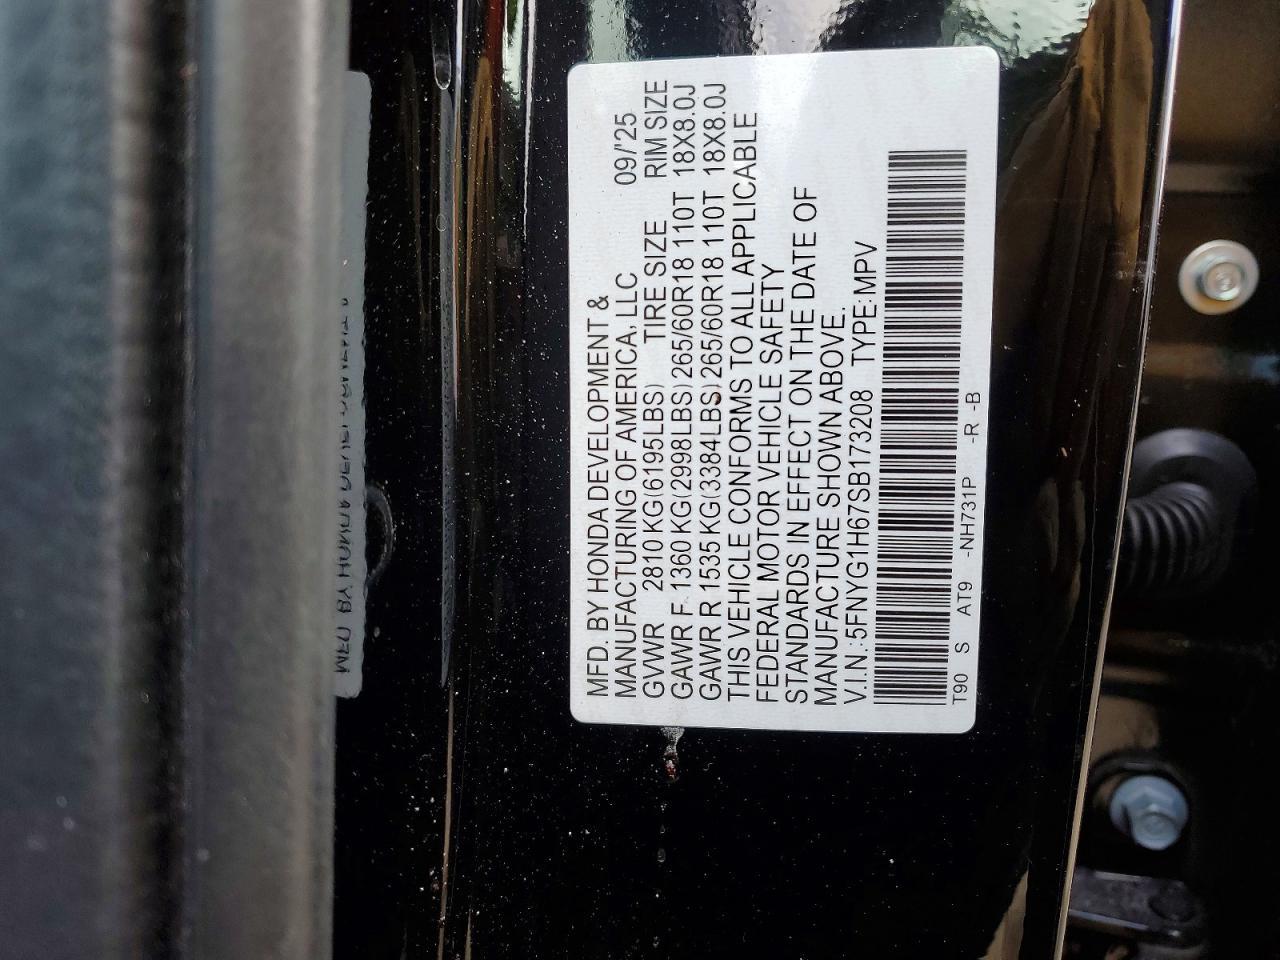 MFD. BY HONDA DEVELOPMENT &
MANUFACTURING OF AMERICA, LLC 09/'25
GVWR 2810 KG(6195LBS) TIRE SIZE RIM SIZE
GAWR F 1360 KG(2998LBS) 265/60R18 110T 18X8.0J
GAWR R 1535 KG(3384LBS) 265/60R18 110T 18X8.0J
THIS VEHICLE CONFORMS TO ALL APPLICABLE
FEDERAL MOTOR VEHICLE SAFETY
STANDARDS IN EFFECT ON THE DATE OF
MANUFACTURE SHOWN ABOVE.
V.I.N.:5FNYG1H67SB173208 TYPE:MPV
T90 S AT9 -NH731P -R -B